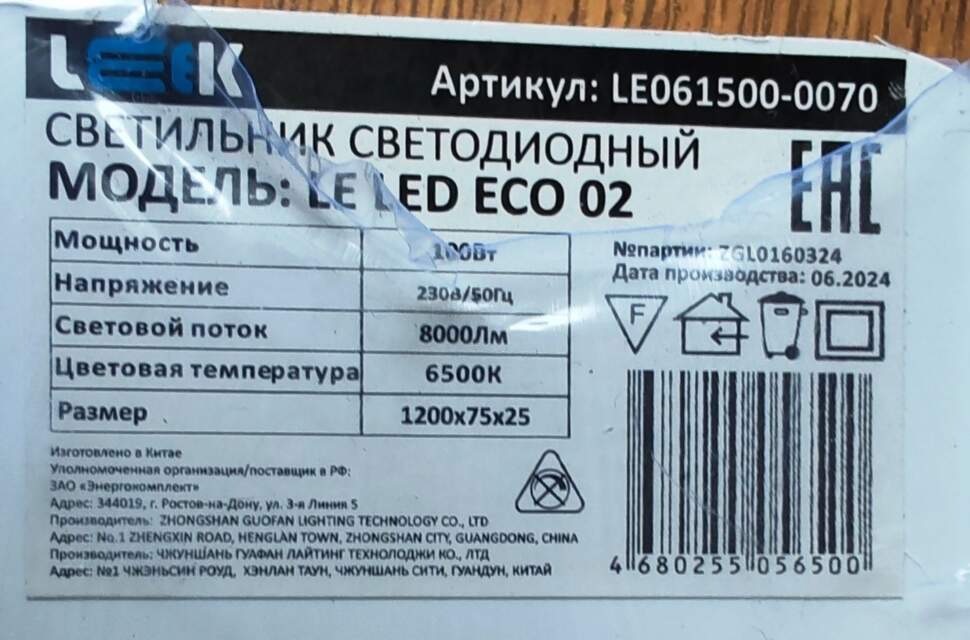 LEEK
Артикул: LE061500-0070
СВЕТИЛЬНИК СВЕТОДИОДНЫЙ
МОДЕЛЬ: LE LED ECO 02
EAC
Мощность 100Вт
Напряжение 230В/50Гц
Световой поток 8000Лм
Цветовая температура 6500К
Размер 1200х75х25
№партии: ZGL0160324
Дата производства: 06.2024
F
Изготовлено в Китае
Уполномоченная организация/поставщик в РФ:
ЗАО «Энергокомплект»
Адрес: 344019, г. Ростов-на-Дону, ул. 3-я Линия 5
Производитель: ZHONGSHAN GUOFAN LIGHTING TECHNOLOGY CO., LTD
Адрес: No.1 ZHENGXIN ROAD, HENGLAN TOWN, ZHONGSHAN CITY, GUANGDONG, CHINA
Производитель: ЧЖУНШАНЬ ГУАФАН ЛАЙТИНГ ТЕХНОЛОДЖИ КО., ЛТД
Адрес: №1 ЧЖЭНЬСИН РОУД, ХЭНЛАН ТАУН, ЧЖУНШАНЬ СИТИ, ГУАНДУН, КИТАЙ
4 680255 056500